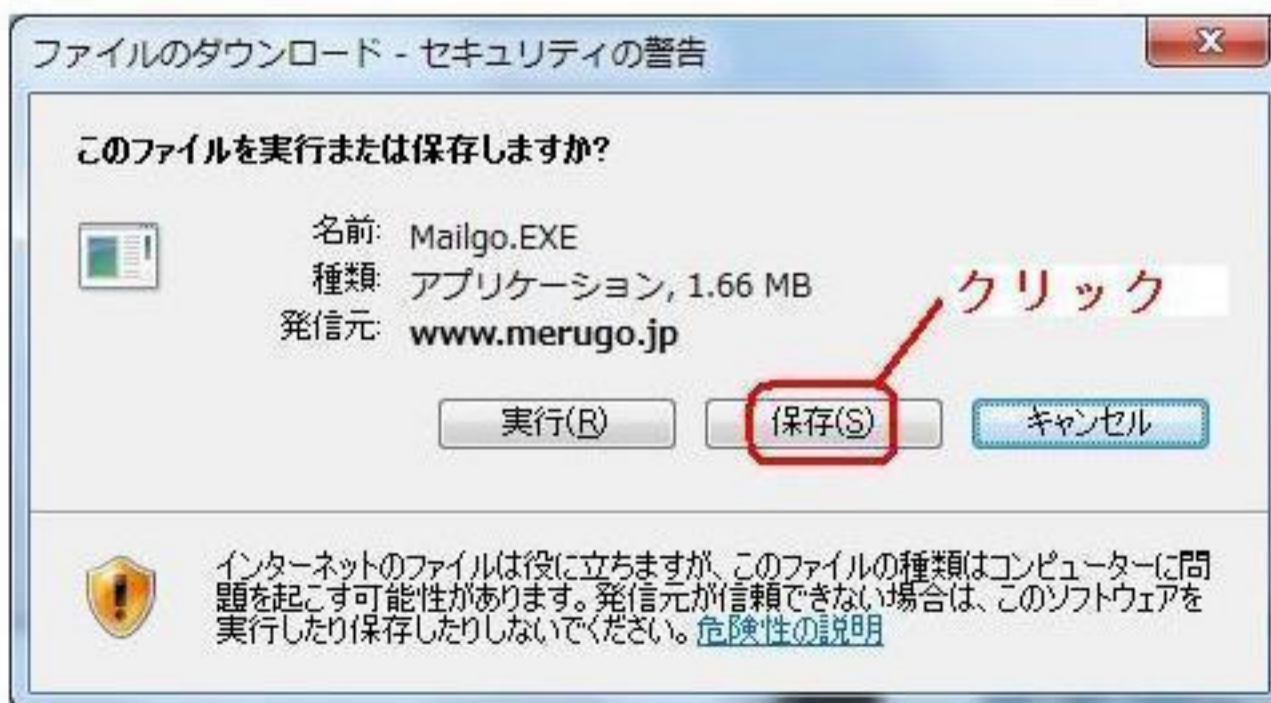 ファイルのダウンロード - セキュリティの警告
このファイルを実行または保存しますか?
名前: Mailgo.EXE
種類: アプリケーション, 1.66 MB
発信元: www.merugo.jp
クリック
実行(R) 保存(S) キャンセル
インターネットのファイルは役に立ちますが、このファイルの種類はコンピューターに問
題を起こす可能性があります。発信元が信頼できない場合は、このソフトウェアを
実行したり保存したりしないでください。危険性の説明